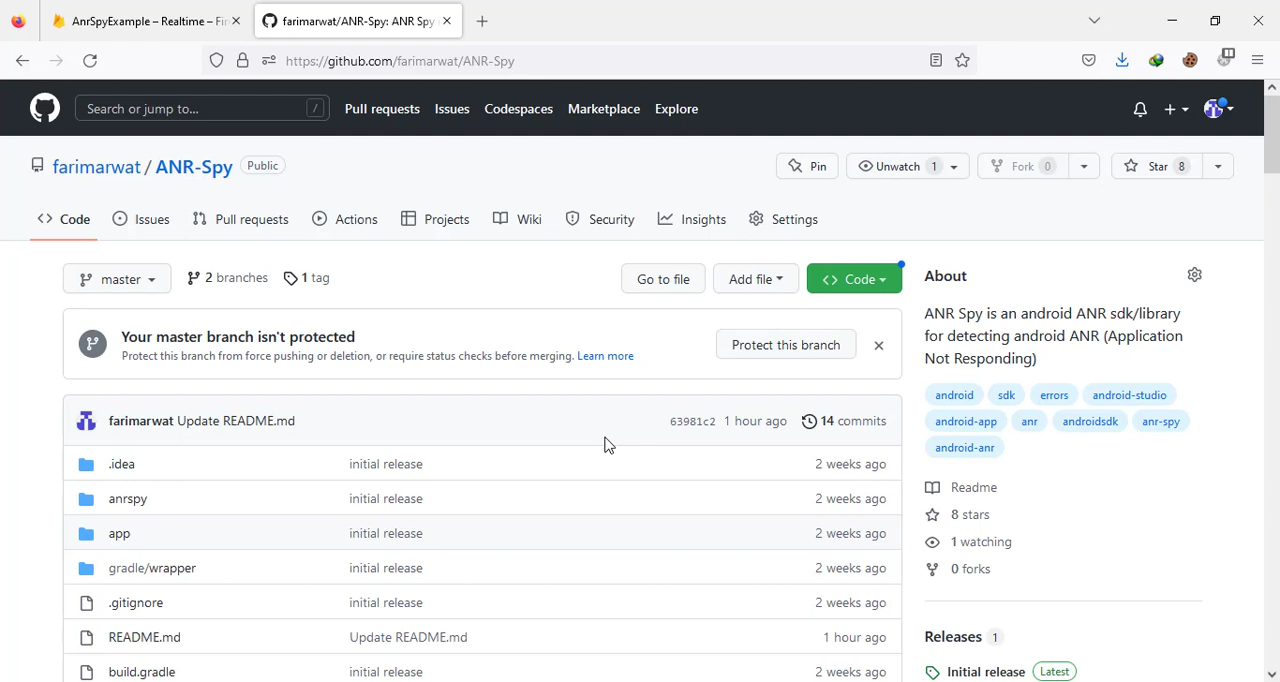 AnrSpyExample – Realtime – Fi
farimarwat/ANR-Spy: ANR Spy
https://github.com/farimarwat/ANR-Spy
Search or jump to... /
Pull requests Issues Codespaces Marketplace Explore
farimarwat / ANR-Spy Public
Pin Unwatch 1 Fork 0 Star 8
<> Code Issues Pull requests Actions Projects Wiki Security Insights Settings
master 2 branches 1 tag Go to file Add file <> Code
Your master branch isn't protected
Protect this branch from force pushing or deletion, or require status checks before merging. Learn more
Protect this branch
farimarwat Update README.md 63981c2 1 hour ago 14 commits
.idea initial release 2 weeks ago
anrspy initial release 2 weeks ago
app initial release 2 weeks ago
gradle/wrapper initial release 2 weeks ago
.gitignore initial release 2 weeks ago
README.md Update README.md 1 hour ago
build.gradle initial release 2 weeks ago
About
ANR Spy is an android ANR sdk/library
for detecting android ANR (Application
Not Responding)
android sdk errors android-studio
android-app anr androidsdk anr-spy
android-anr
Readme
8 stars
1 watching
0 forks
Releases 1
Initial release Latest